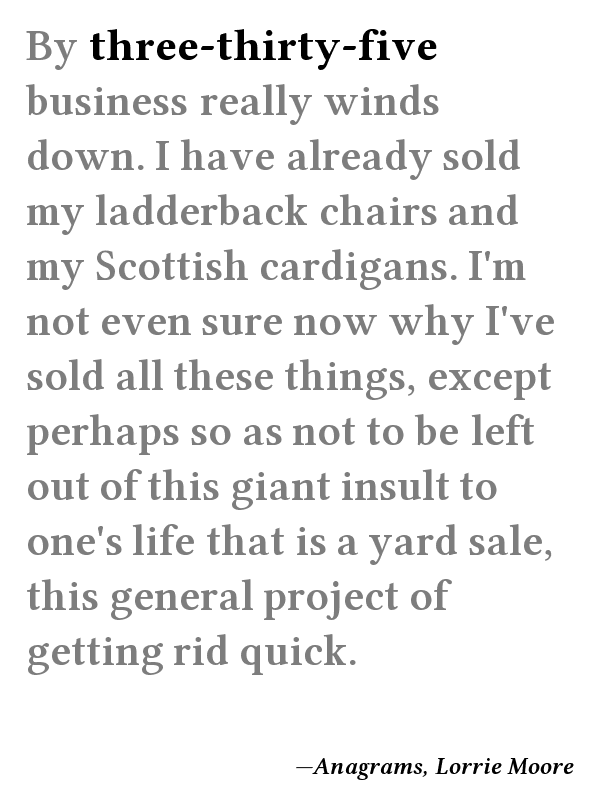 By three-thirty-five
business really winds
down. I have already sold
my ladderback chairs and
my Scottish cardigans. I'm
not even sure now why I've
sold all these things, except
perhaps so as not to be left
out of this giant insult to
one's life that is a yard sale,
this general project of
getting rid quick.
—Anagrams, Lorrie Moore